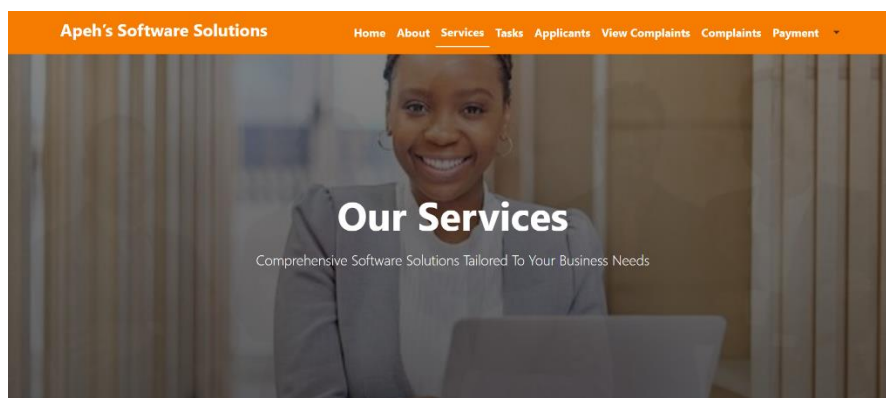 Apeh's Software Solutions Home About Services Tasks Applicants View Complaints Complaints Payment
Our Services
Comprehensive Software Solutions Tailored To Your Business Needs